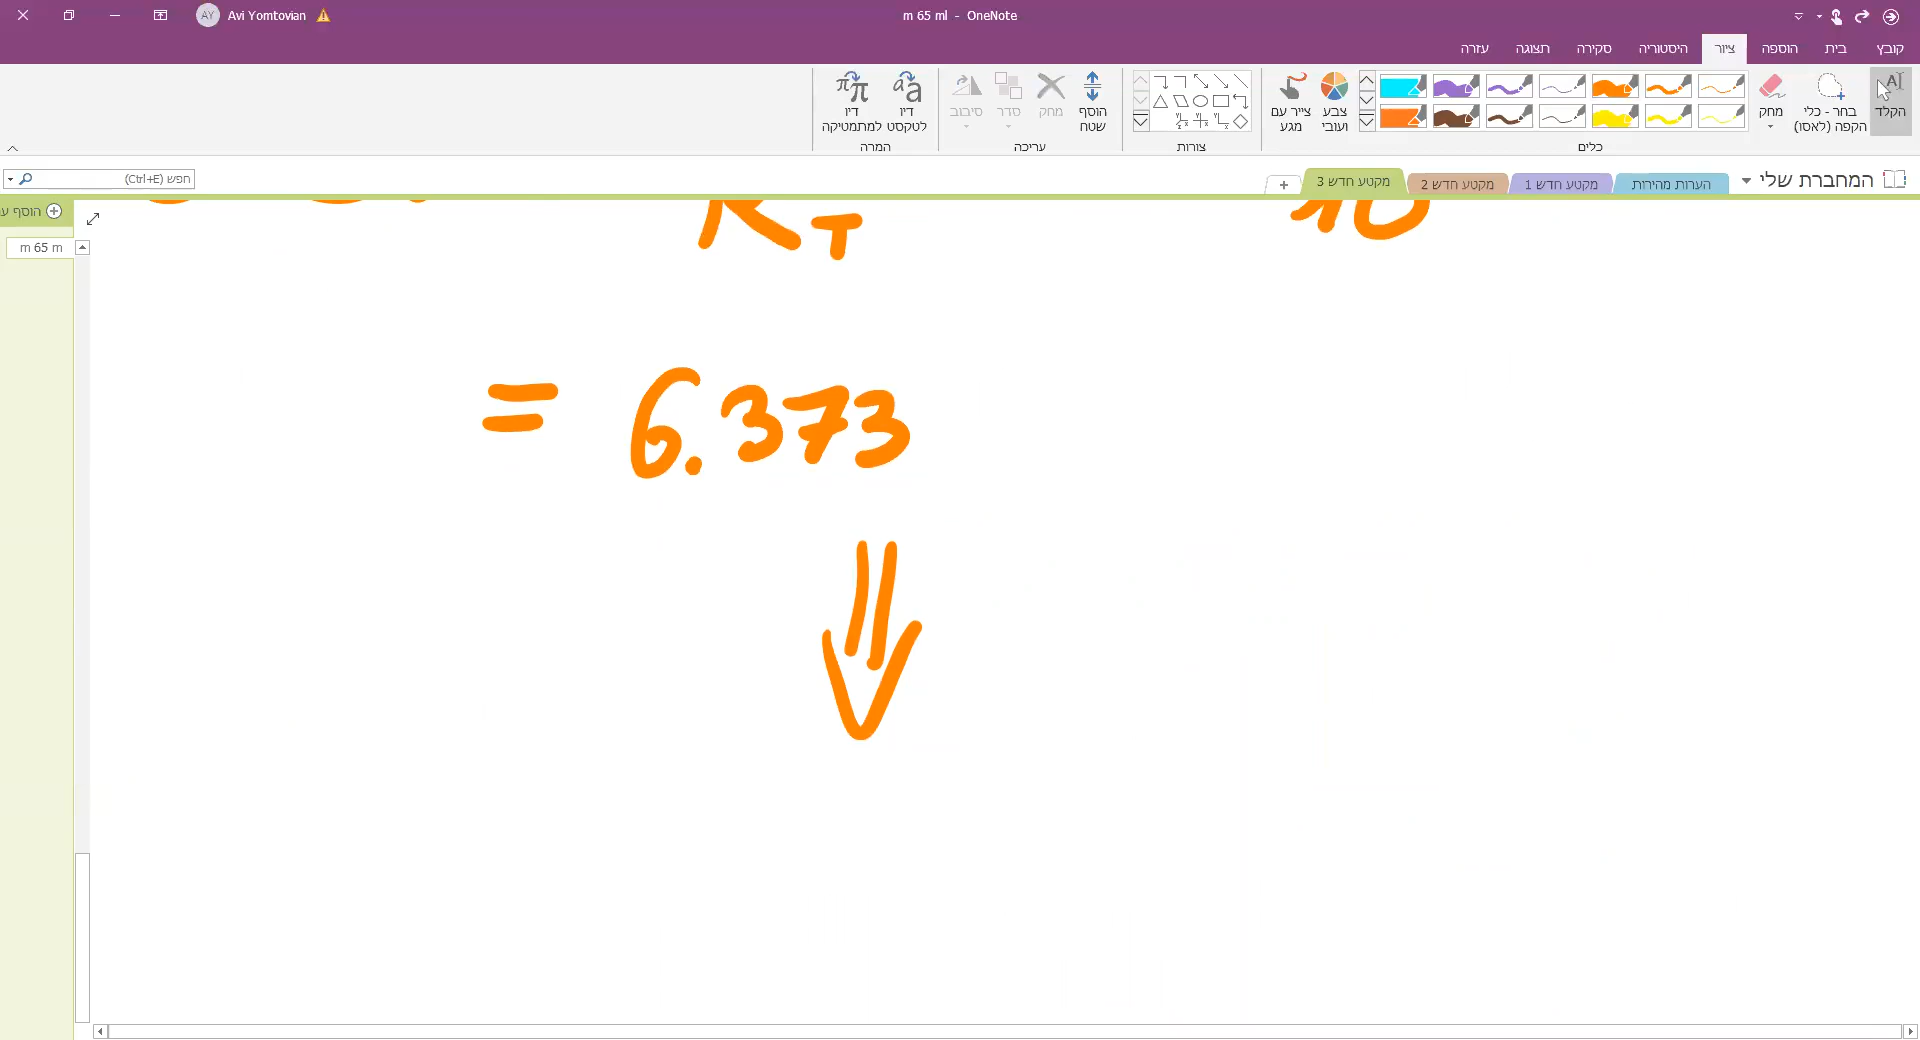 Avi Yomtovian
AY
m 65 ml - OneNote
קובץ
בית
הוספה
ציור
היסטוריה
סקירה
תצוגה
עזרה
הקלד
בחר - כלי
הקפה (לאסו)
מחק
כלים
צבע
ועובי
צייר עם
מגע
צורות
הוסף
שטח
מחק
סדר
סיבוב
עריכה
דיו
לטקסט
דיו
למתמטיקה
המרה
המחברת שלי
הערות מהירות
מקטע חדש 1
מקטע חדש 2
מקטע חדש 3
+
חפש (Ctrl+E)
הוסף
m 65 m
R T
10
= 6.373